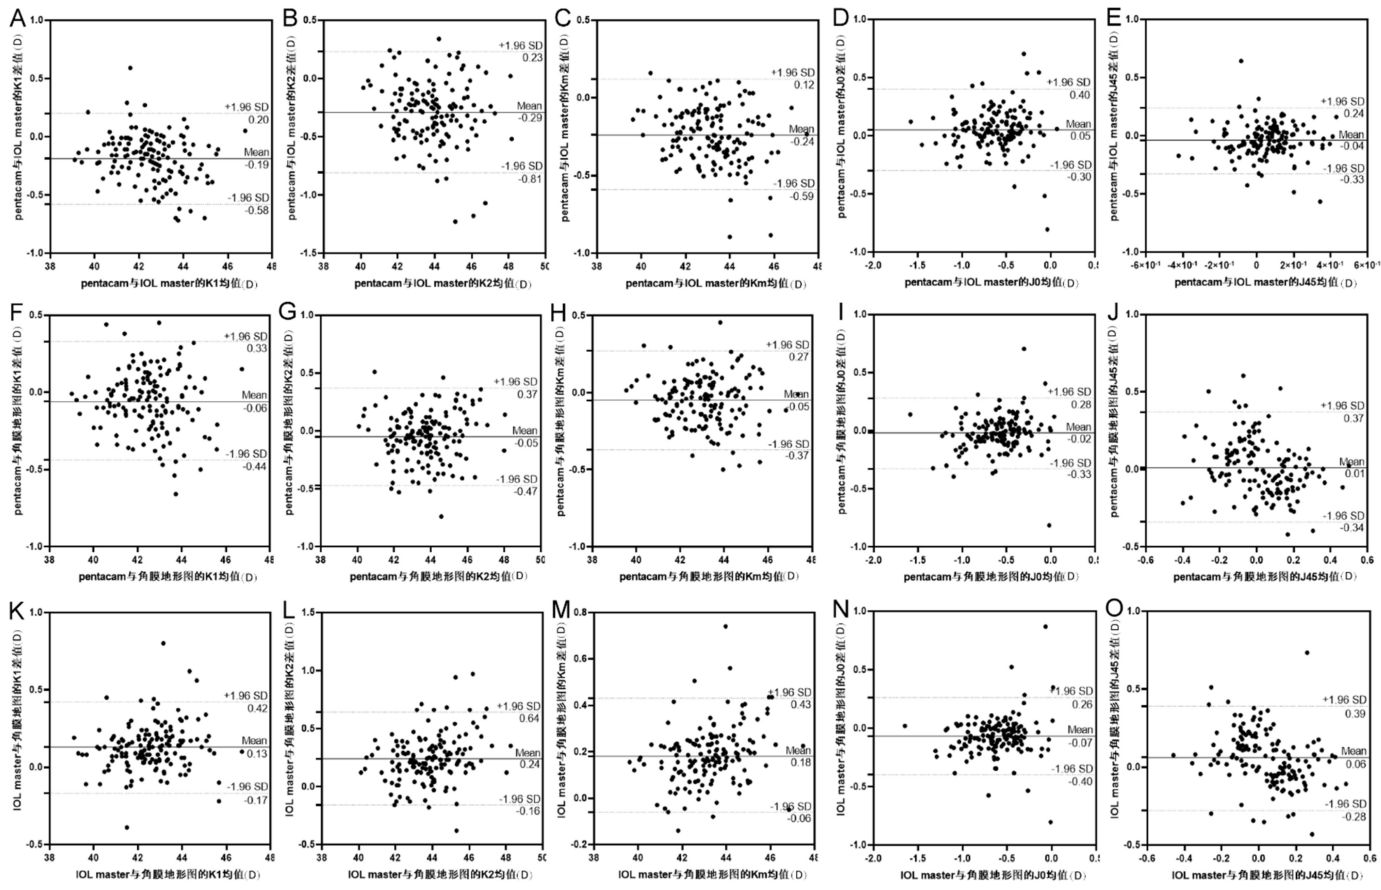 A
pentacam与IOL master的K1差值(D)
1.0
0.5
0.0
-0.5
-1.0
+1.96 SD
0.20
Mean
-0.19
-1.96 SD
-0.58
40 42 44 46 48
pentacam与IOL master的K1均值(D)
B
pentacam与IOL master的K2差值(D)
0.5
0.0
-0.5
-1.0
-1.5
+1.96 SD
0.23
Mean
-0.29
-1.96 SD
-0.81
38 40 42 44 46 48
pentacam与IOL master的K2均值(D)
C
pentacam与IOL master的Km差值(D)
0.5
0.0
-0.5
-1.0
+1.96 SD
0.12
Mean
-0.24
-1.96 SD
-0.59
38 40 42 44 46 48
pentacam与IOL master的Km均值(D)
D
pentacam与IOL master的J0差值(D)
1.0
0.5
0.0
-0.5
-1.0
+1.96 SD
0.40
Mean
0.05
-1.96 SD
-0.30
-2.0 -1.5 -1.0 -0.5 0.0
pentacam与IOL master的J0均值(D)
E
pentacam与IOL master的J45差值(D)
1.0
0.5
0.0
-0.5
-1.0
+1.96 SD
0.24
Mean
-0.04
-1.96 SD
-0.33
-6×10⁻¹ -4×10⁻¹ -2×10⁻¹ 0 2×10⁻¹ 4×10⁻¹ 6×10⁻¹
pentacam与IOL master的J45均值(D)
F
pentacam与角膜地形图的K1差值(D)
0.5
0.0
-0.5
-1.0
+1.96 SD
0.33
Mean
-0.06
-1.96 SD
-0.44
38 40 42 44 46 48
pentacam与角膜地形图的K1均值(D)
G
pentacam与角膜地形图的K2差值(D)
1.0
0.5
0.0
-0.5
-1.0
+1.96 SD
0.37
Mean
-0.05
-1.96 SD
-0.47
38 40 42 44 46 48 50
pentacam与角膜地形图的K2均值(D)
H
pentacam与角膜地形图的Km差值(D)
0.5
0.0
-0.5
-1.0
+1.96 SD
0.27
Mean
-0.05
-1.96 SD
-0.37
38 40 42 44 46 48
pentacam与角膜地形图的Km均值(D)
I
pentacam与角膜地形图的J0差值(D)
1.0
0.5
0.0
-0.5
-1.0
+1.96 SD
0.28
Mean
-0.02
-1.96 SD
-0.33
-2.0 -1.5 -1.0 -0.5 0.0
pentacam与角膜地形图的J0均值(D)
J
pentacam与角膜地形图的J45差值(D)
1.0
0.5
0.0
-0.5
+1.96 SD
0.37
Mean
0.01
-1.96 SD
-0.34
-0.6 -0.4 -0.2 0.0 0.2 0.4 0.6
pentacam与角膜地形图的J45均值(D)
K
IOL master与角膜地形图的K1差值(D)
1.0
0.5
0.0
-0.5
+1.96 SD
0.42
Mean
0.13
-1.96 SD
-0.17
38 40 42 44 46 48
IOL master与角膜地形图的K1均值(D)
L
IOL master与角膜地形图的K2差值(D)
1.5
1.0
0.5
0.0
-0.5
+1.96 SD
0.64
Mean
0.24
-1.96 SD
-0.16
38 40 42 44 46 48
IOL master与角膜地形图的K2均值(D)
M
IOL master与角膜地形图的Km差值(D)
0.8
0.6
0.4
0.2
0.0
-0.2
+1.96 SD
0.43
Mean
0.18
-1.96 SD
-0.06
38 40 42 44 46 48
IOL master与角膜地形图的Km均值(D)
N
IOL master与角膜地形图的J0差值(D)
1.0
0.5
0.0
-0.5
-1.0
+1.96 SD
0.26
Mean
-0.07
-1.96 SD
-0.40
-2.0 -1.5 -1.0 -0.5 0.0
IOL master与角膜地形图的J0均值(D)
O
IOL master与角膜地形图的J45差值(D)
1.0
0.5
0.0
-0.5
+1.96 SD
0.39
Mean
0.06
-1.96 SD
-0.28
-0.6 -0.4 -0.2 0.0 0.2 0.4 0.6
IOL master与角膜地形图的J45均值(D)